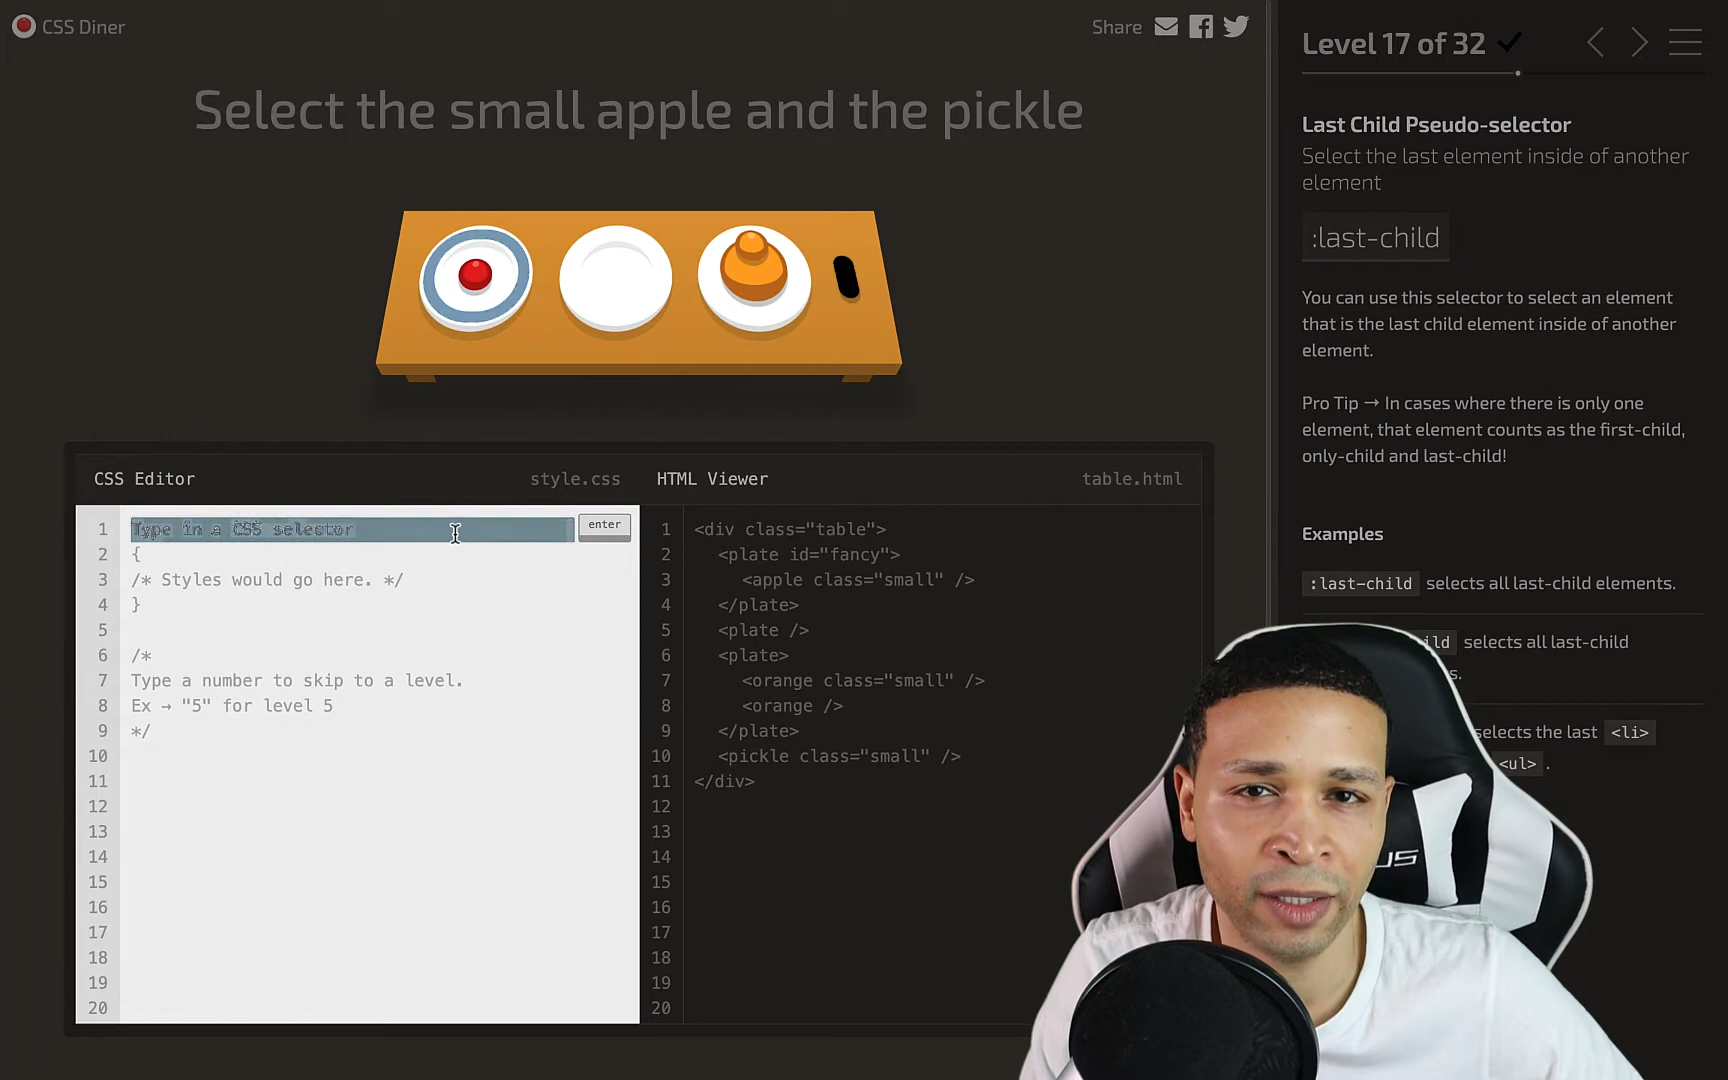 CSS Diner
Share
Level 17 of 32
Select the small apple and the pickle
Last Child Pseudo-selector
Select the last element inside of another
element
:last-child
You can use this selector to select an element
that is the last child element inside of another
element.
Pro Tip → In cases where there is only one
element, that element counts as the first-child,
only-child and last-child!
Examples
:last-child selects all last-child elements.
ild selects all last-child
s.
selects the last <li>
<ul> .
CSS Editor style.css
1 Type in a CSS selector enter
2 {
3 /* Styles would go here. */
4 }
5
6 /*
7 Type a number to skip to a level.
8 Ex → "5" for level 5
9 */
10
11
12
13
14
15
16
17
18
19
20
HTML Viewer table.html
1 <div class="table">
2 <plate id="fancy">
3 <apple class="small" />
4 </plate>
5 <plate />
6 <plate>
7 <orange class="small" />
8 <orange />
9 </plate>
10 <pickle class="small" />
11 </div>
12
13
14
15
16
17
18
19
20
US